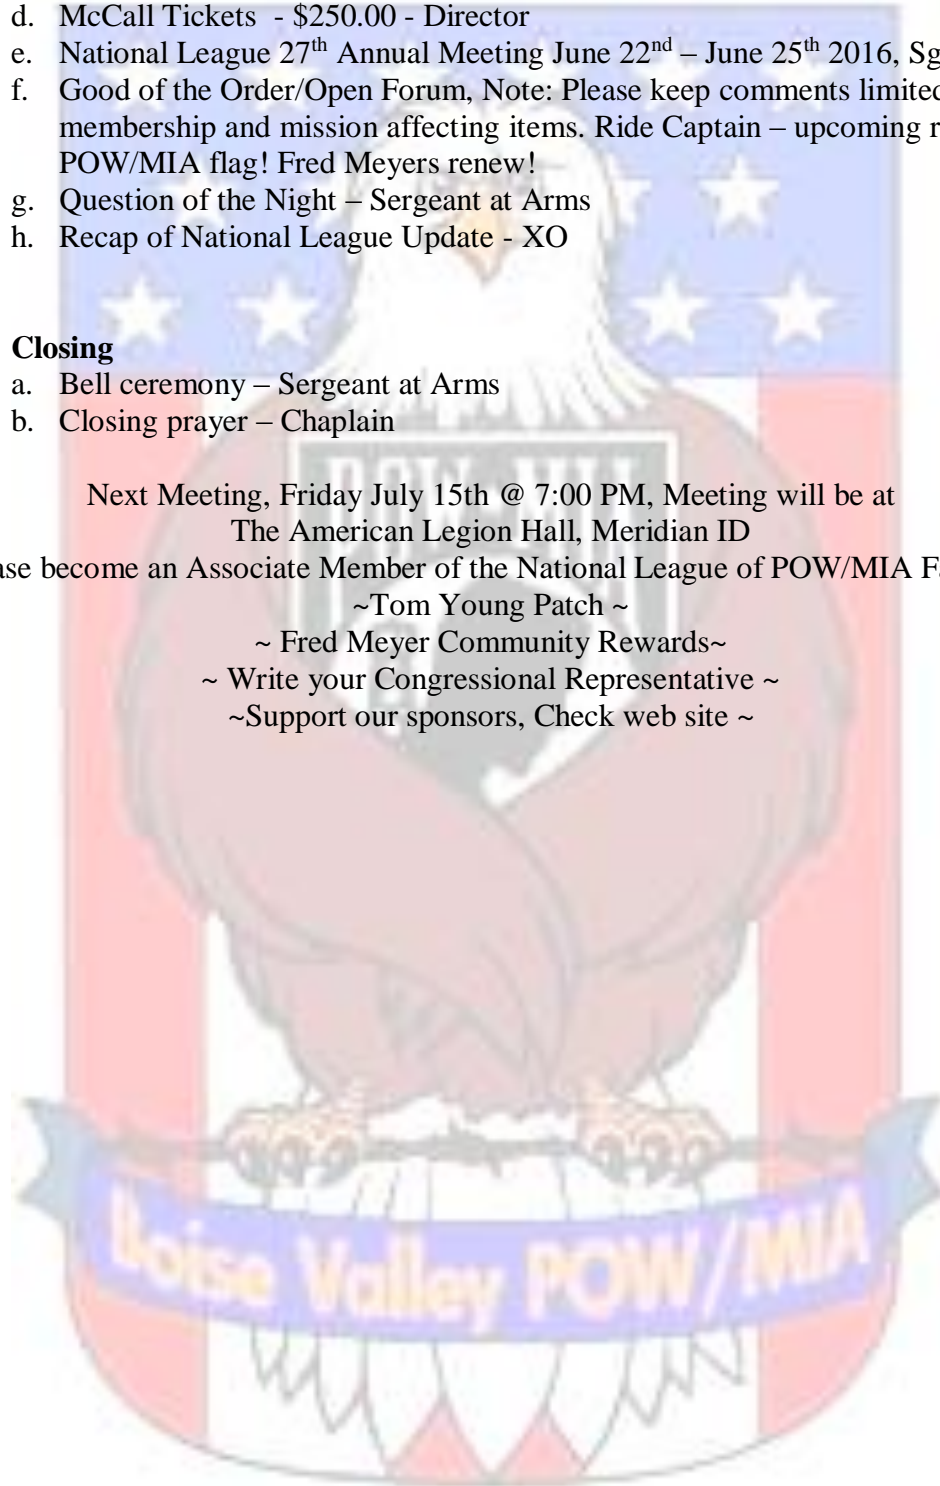 d. McCall Tickets - $250.00 - Director
e. National League 27th Annual Meeting June 22nd – June 25th 2016,
f. Good of the Order/Open Forum, Note: Please keep comments limited
membership and mission affecting items. Ride Captain – upcoming
POW/MIA flag! Fred Meyers renew!
g. Question of the Night – Sergeant at Arms
h. Recap of National League Update - XO
Closing
a. Bell ceremony – Sergeant at Arms
b. Closing prayer – Chaplain
POW MIA
Next Meeting, Friday July 15th @ 7:00 PM, Meeting will be at
The American Legion Hall, Meridian ID
become an Associate Member of the National League of POW/MIA
~Tom Young Patch ~
~ Fred Meyer Community Rewards~
~ Write your Congressional Representative ~
~Support our sponsors, Check web site ~
Boise Valley POW/MIA